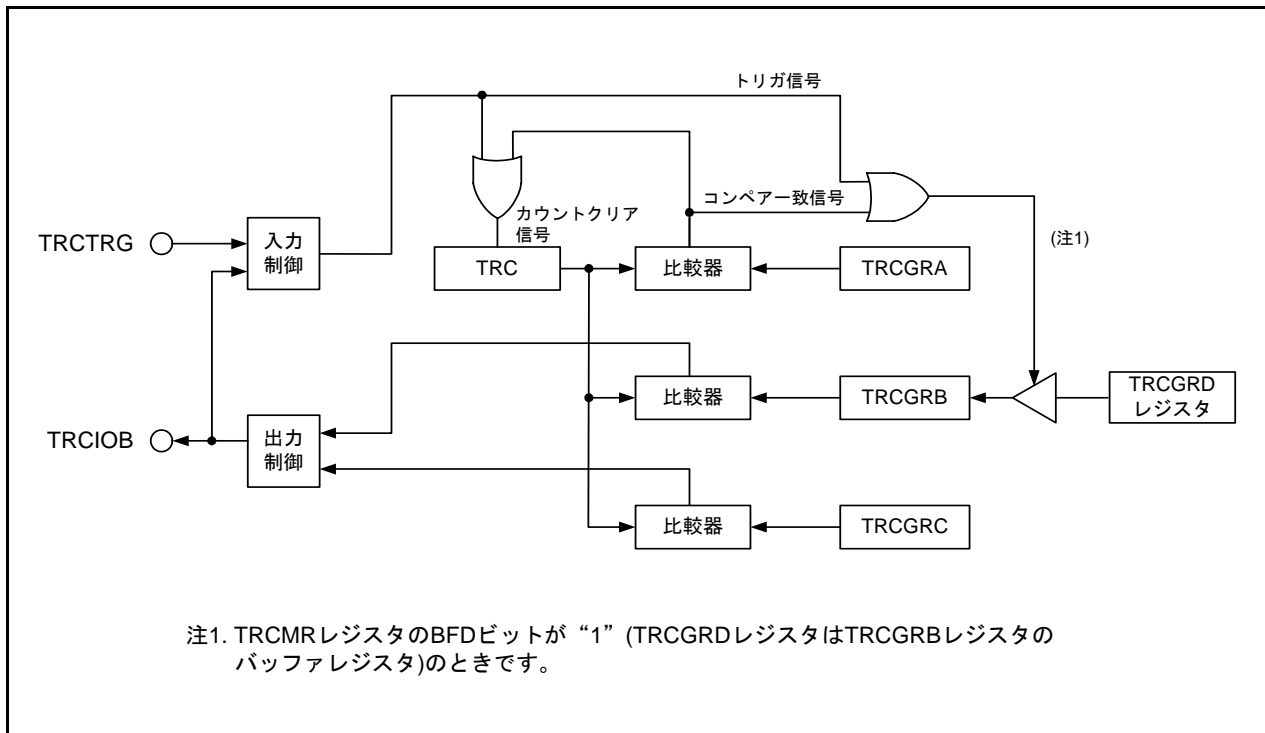 トリガ信号
コンペアー致信号
カウントクリア
信号
(注1)
TRCTRG
入力
制御
TRC
比較器
TRCGRA
比較器
TRCGRB
TRCGRD
レジスタ
TRCIOB
出力
制御
比較器
TRCGRC
注1. TRCMRレジスタのBFDビットが“1”(TRCGRDレジスタはTRCGRBレジスタの
バッファレジスタ)のときです。